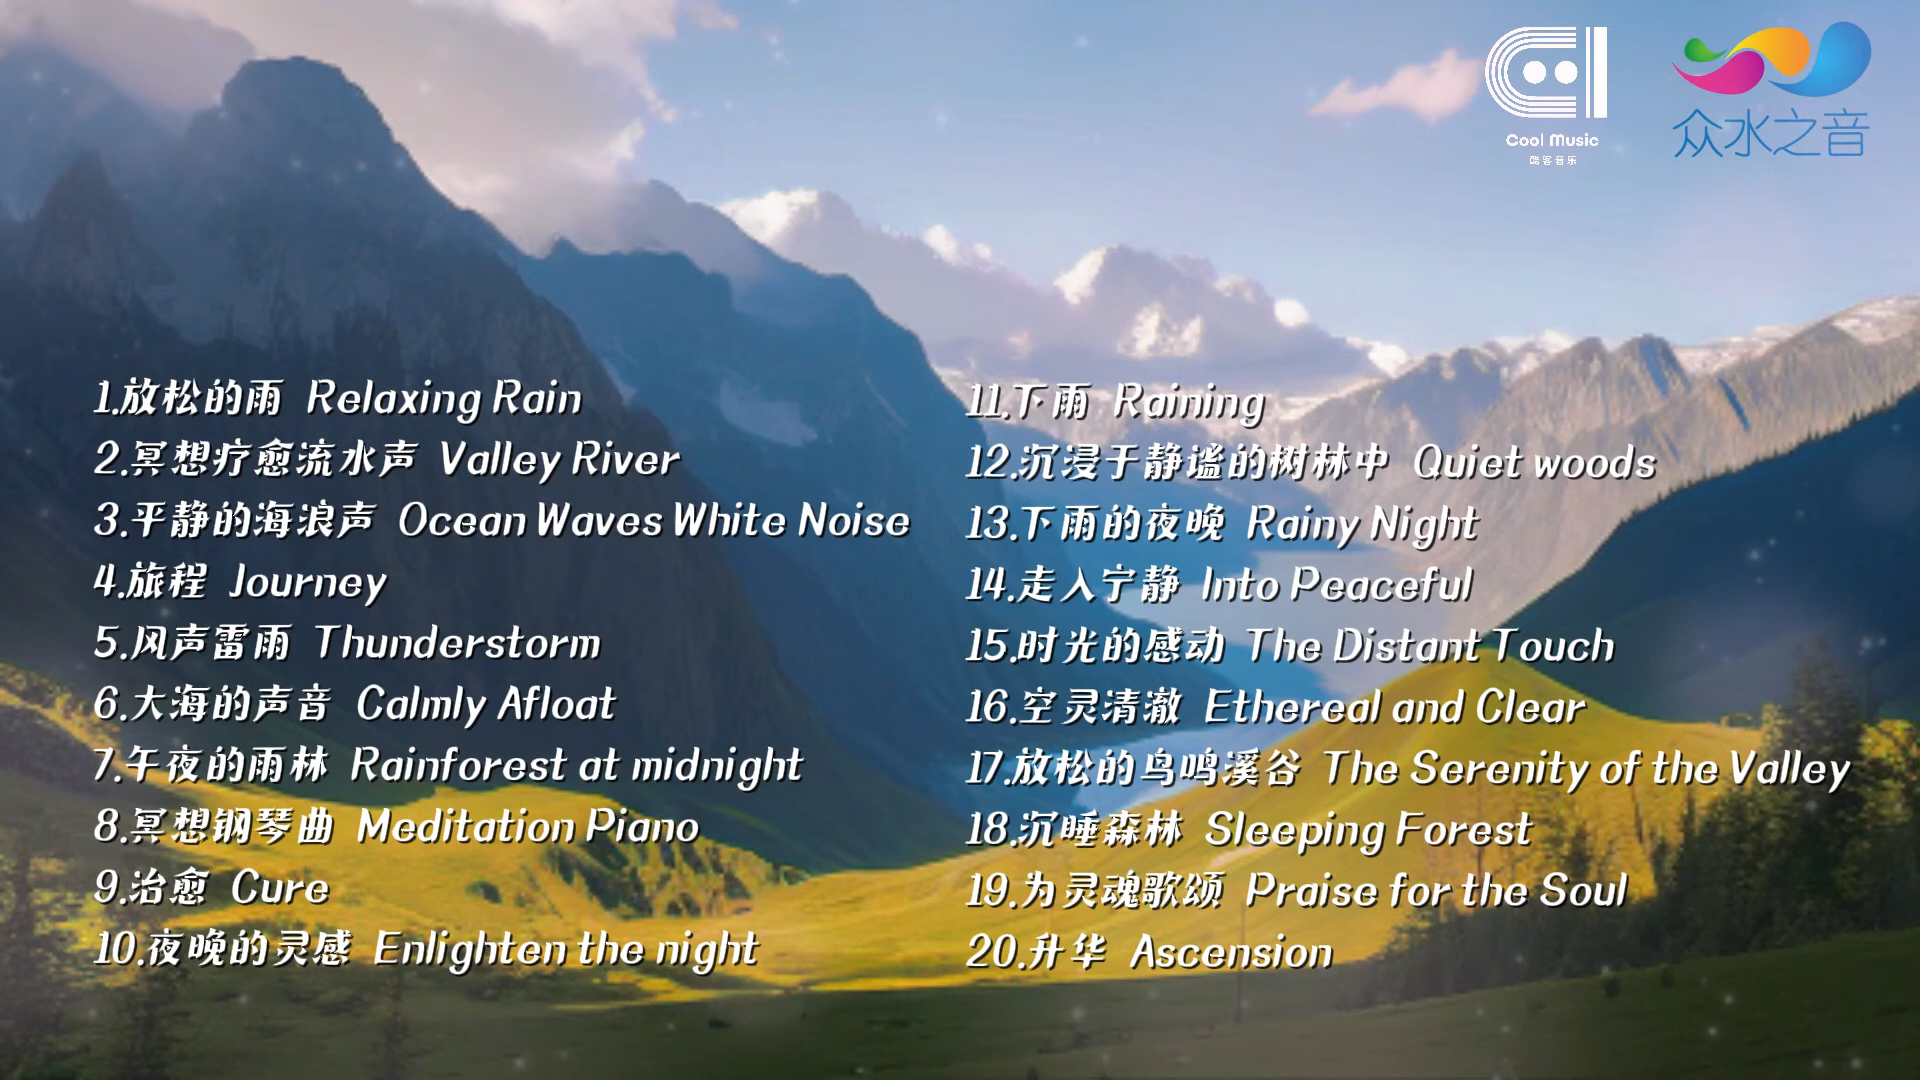 Cool Music
酷客音乐
众水之音
1.放松的雨 Relaxing Rain
2.冥想疗愈流水声 Valley River
3.平静的海浪声 Ocean Waves White Noise
4.旅程 Journey
5.风声雷雨 Thunderstorm
6.大海的声音 Calmly Afloat
7.午夜的雨林 Rainforest at midnight
8.冥想钢琴曲 Meditation Piano
9.治愈 Cure
10.夜晚的灵感 Enlighten the night
11.下雨 Raining
12.沉浸于静谧的树林中 Quiet woods
13.下雨的夜晚 Rainy Night
14.走入宁静 Into Peaceful
15.时光的感动 The Distant Touch
16.空灵清澈 Ethereal and Clear
17.放松的鸟鸣溪谷 The Serenity of the Valley
18.沉睡森林 Sleeping Forest
19.为灵魂歌颂 Praise for the Soul
20.升华 Ascension